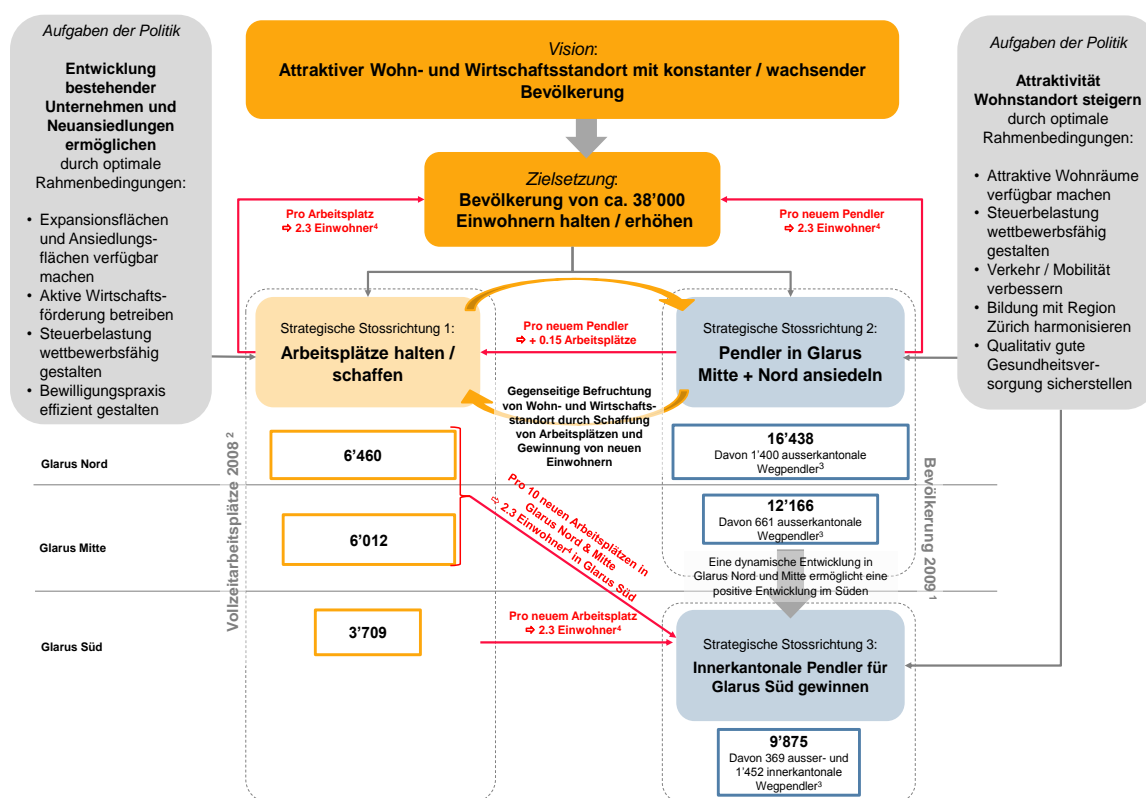 Aufgaben der Politik
Entwicklung
bestehender
Unternehmen und
Neuansiedlungen
ermöglichen
durch optimale
Rahmenbedingungen:
• Expansionsflächen
und Ansiedlungs-
flächen verfügbar
machen
• Aktive Wirtschafts-
förderung betreiben
• Steuerbelastung
wettbewerbsfähig
gestalten
• Bewilligungspraxis
effizient gestalten
Vision:
Attraktiver Wohn- und Wirtschaftsstandort mit konstanter / wachsender
Bevölkerung
Zielsetzung:
Bevölkerung von ca. 38’000
Einwohnern halten / erhöhen
Aufgaben der Politik
Attraktivität
Wohnstandort steigern
durch optimale
Rahmenbedingungen:
• Attraktive Wohnräume
verfügbar machen
• Steuerbelastung
wettbewerbsfähig
gestalten
• Verkehr / Mobilität
verbessern
• Bildung mit Region
Zürich harmonisieren
• Qualitativ gute
Gesundheitsver-
sorgung sicherstellen
Pro Arbeitsplatz
⇨ 2.3 Einwohner⁴
Pro neuem Pendler
⇨ 2.3 Einwohner⁴
Strategische Stossrichtung 1:
Arbeitsplätze halten /
schaffen
Pro neuem Pendler
⇨ + 0.15 Arbeitsplätze
Strategische Stossrichtung 2:
Pendler in Glarus
Mitte + Nord ansiedeln
Gegenseitige Befruchtung
von Wohn- und Wirtschafts-
standort durch Schaffung
von Arbeitsplätzen und
Gewinnung von neuen
Einwohnern
Vollzeitarbeitsplätze 2008 ²
Bevölkerung 2009 ¹
Glarus Nord
6’460
16’438
Davon 1’400 ausserkantonale
Wegpendler³
Glarus Mitte
6’012
12’166
Davon 661 ausserkantonale
Wegpendler³
Pro 10 neuen Arbeitsplätzen in
Glarus Nord & Mitte
⇨ 2.3 Einwohner⁴ in Glarus Süd
Eine dynamische Entwicklung in
Glarus Nord und Mitte ermöglicht eine
positive Entwicklung im Süden
Glarus Süd
3’709
Pro neuem Arbeitsplatz
⇨ 2.3 Einwohner⁴
Strategische Stossrichtung 3:
Innerkantonale Pendler für
Glarus Süd gewinnen
9’875
Davon 369 ausser- und
1’452 innerkantonale
Wegpendler³